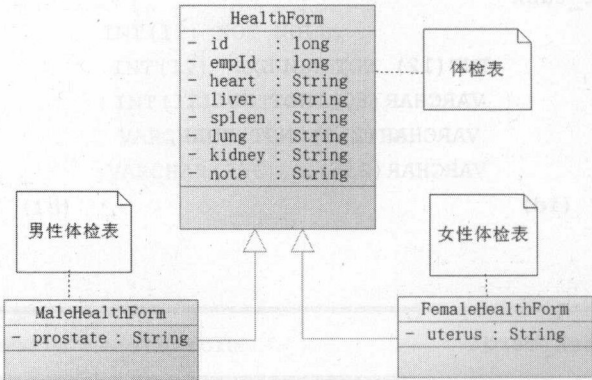 HealthForm
- id : long
- empId : long
- heart : String
- liver : String
- spleen : String
- lung : String
- kidney : String
- note : String
体检表
男性体检表
女性体检表
MaleHealthForm
- prostate : String
FemaleHealthForm
- uterus : String